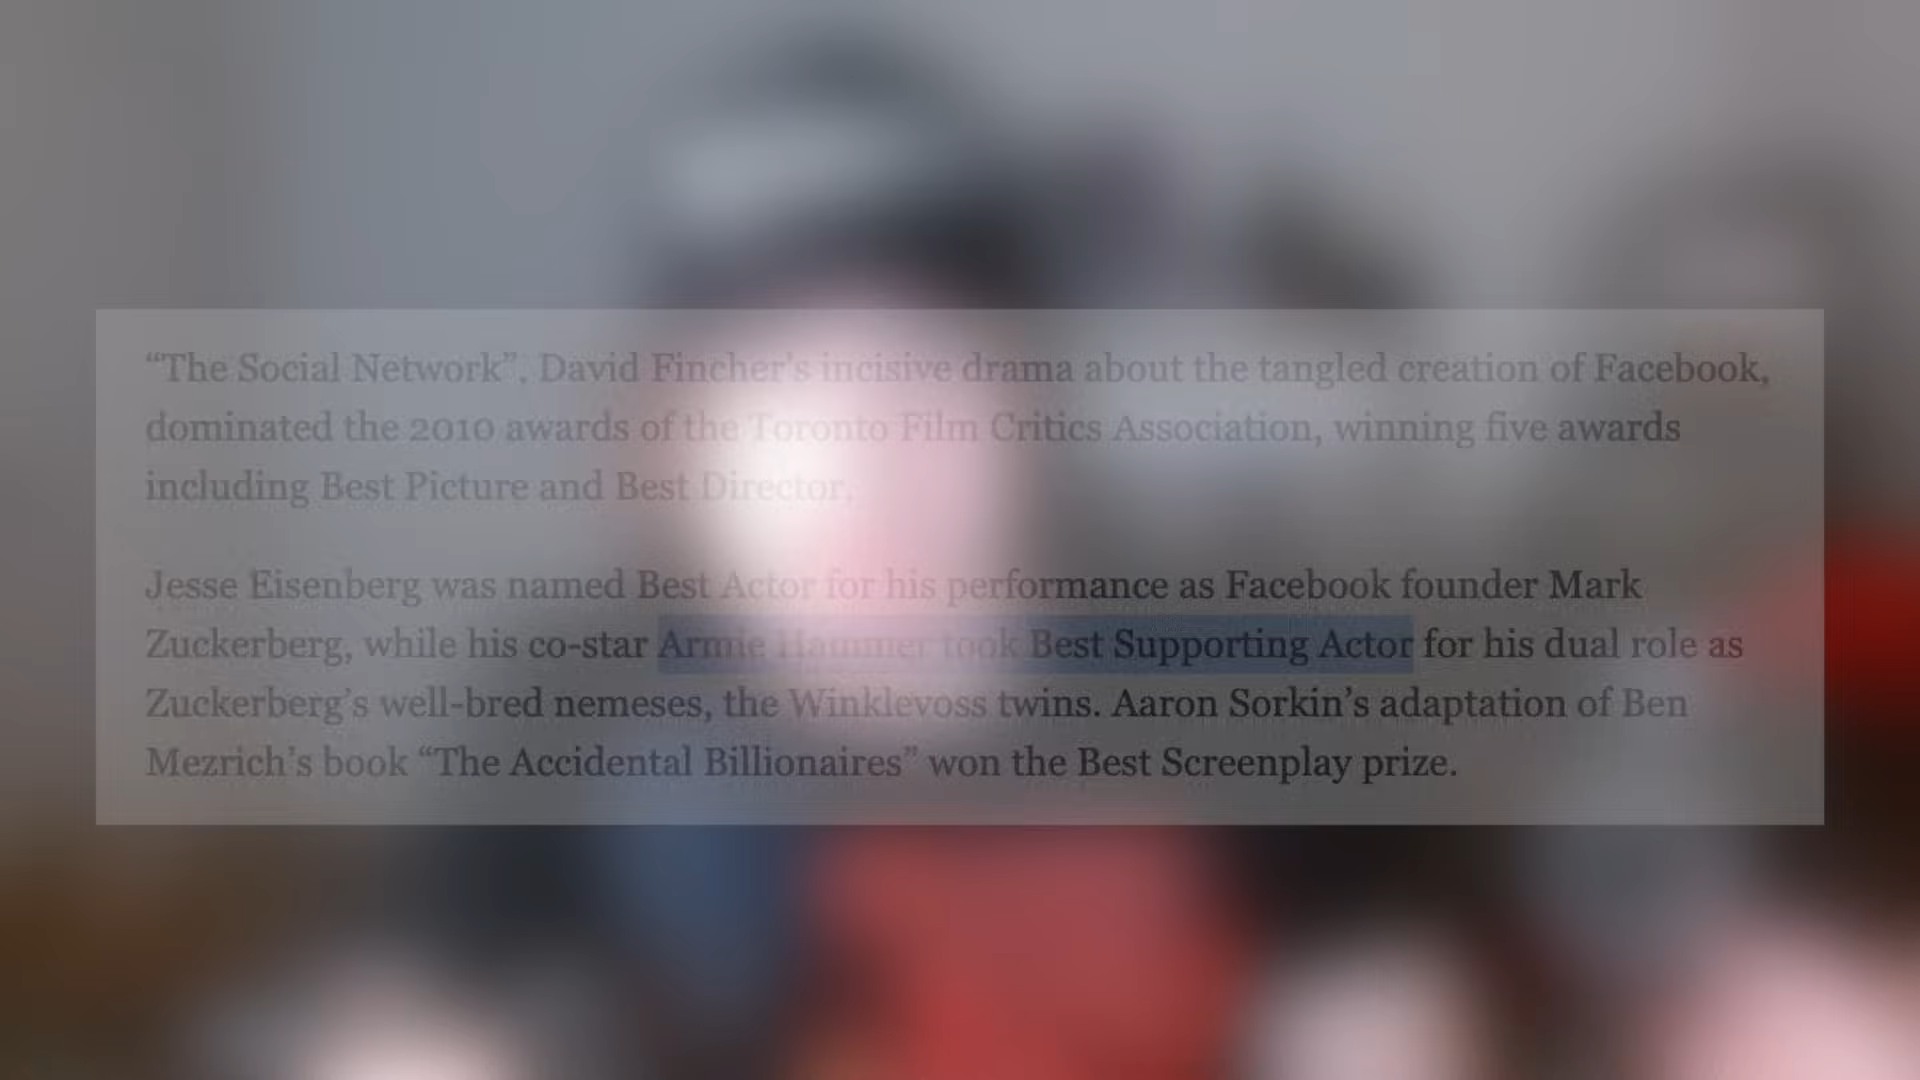 “The Social Network”, David Fincher’s incisive drama about the tangled creation of Facebook,
dominated the 2010 awards of the Toronto Film Critics Association, winning five awards
including Best Picture and Best Director.
Jesse Eisenberg was named Best Actor for his performance as Facebook founder Mark
Zuckerberg, while his co-star Armie Hammer took Best Supporting Actor for his dual role as
Zuckerberg’s well-bred nemeses, the Winklevoss twins. Aaron Sorkin’s adaptation of Ben
Mezrich’s book “The Accidental Billionaires” won the Best Screenplay prize.